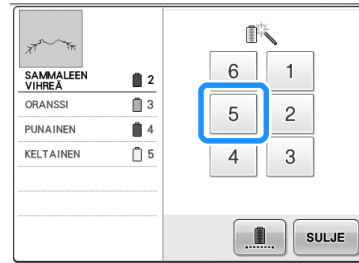 SAMMALEEN
VIHREÄ 2
ORANSSI 3
PUNAINEN 4
KELTAINEN 5
6 1
5 2
4 3
SULJE